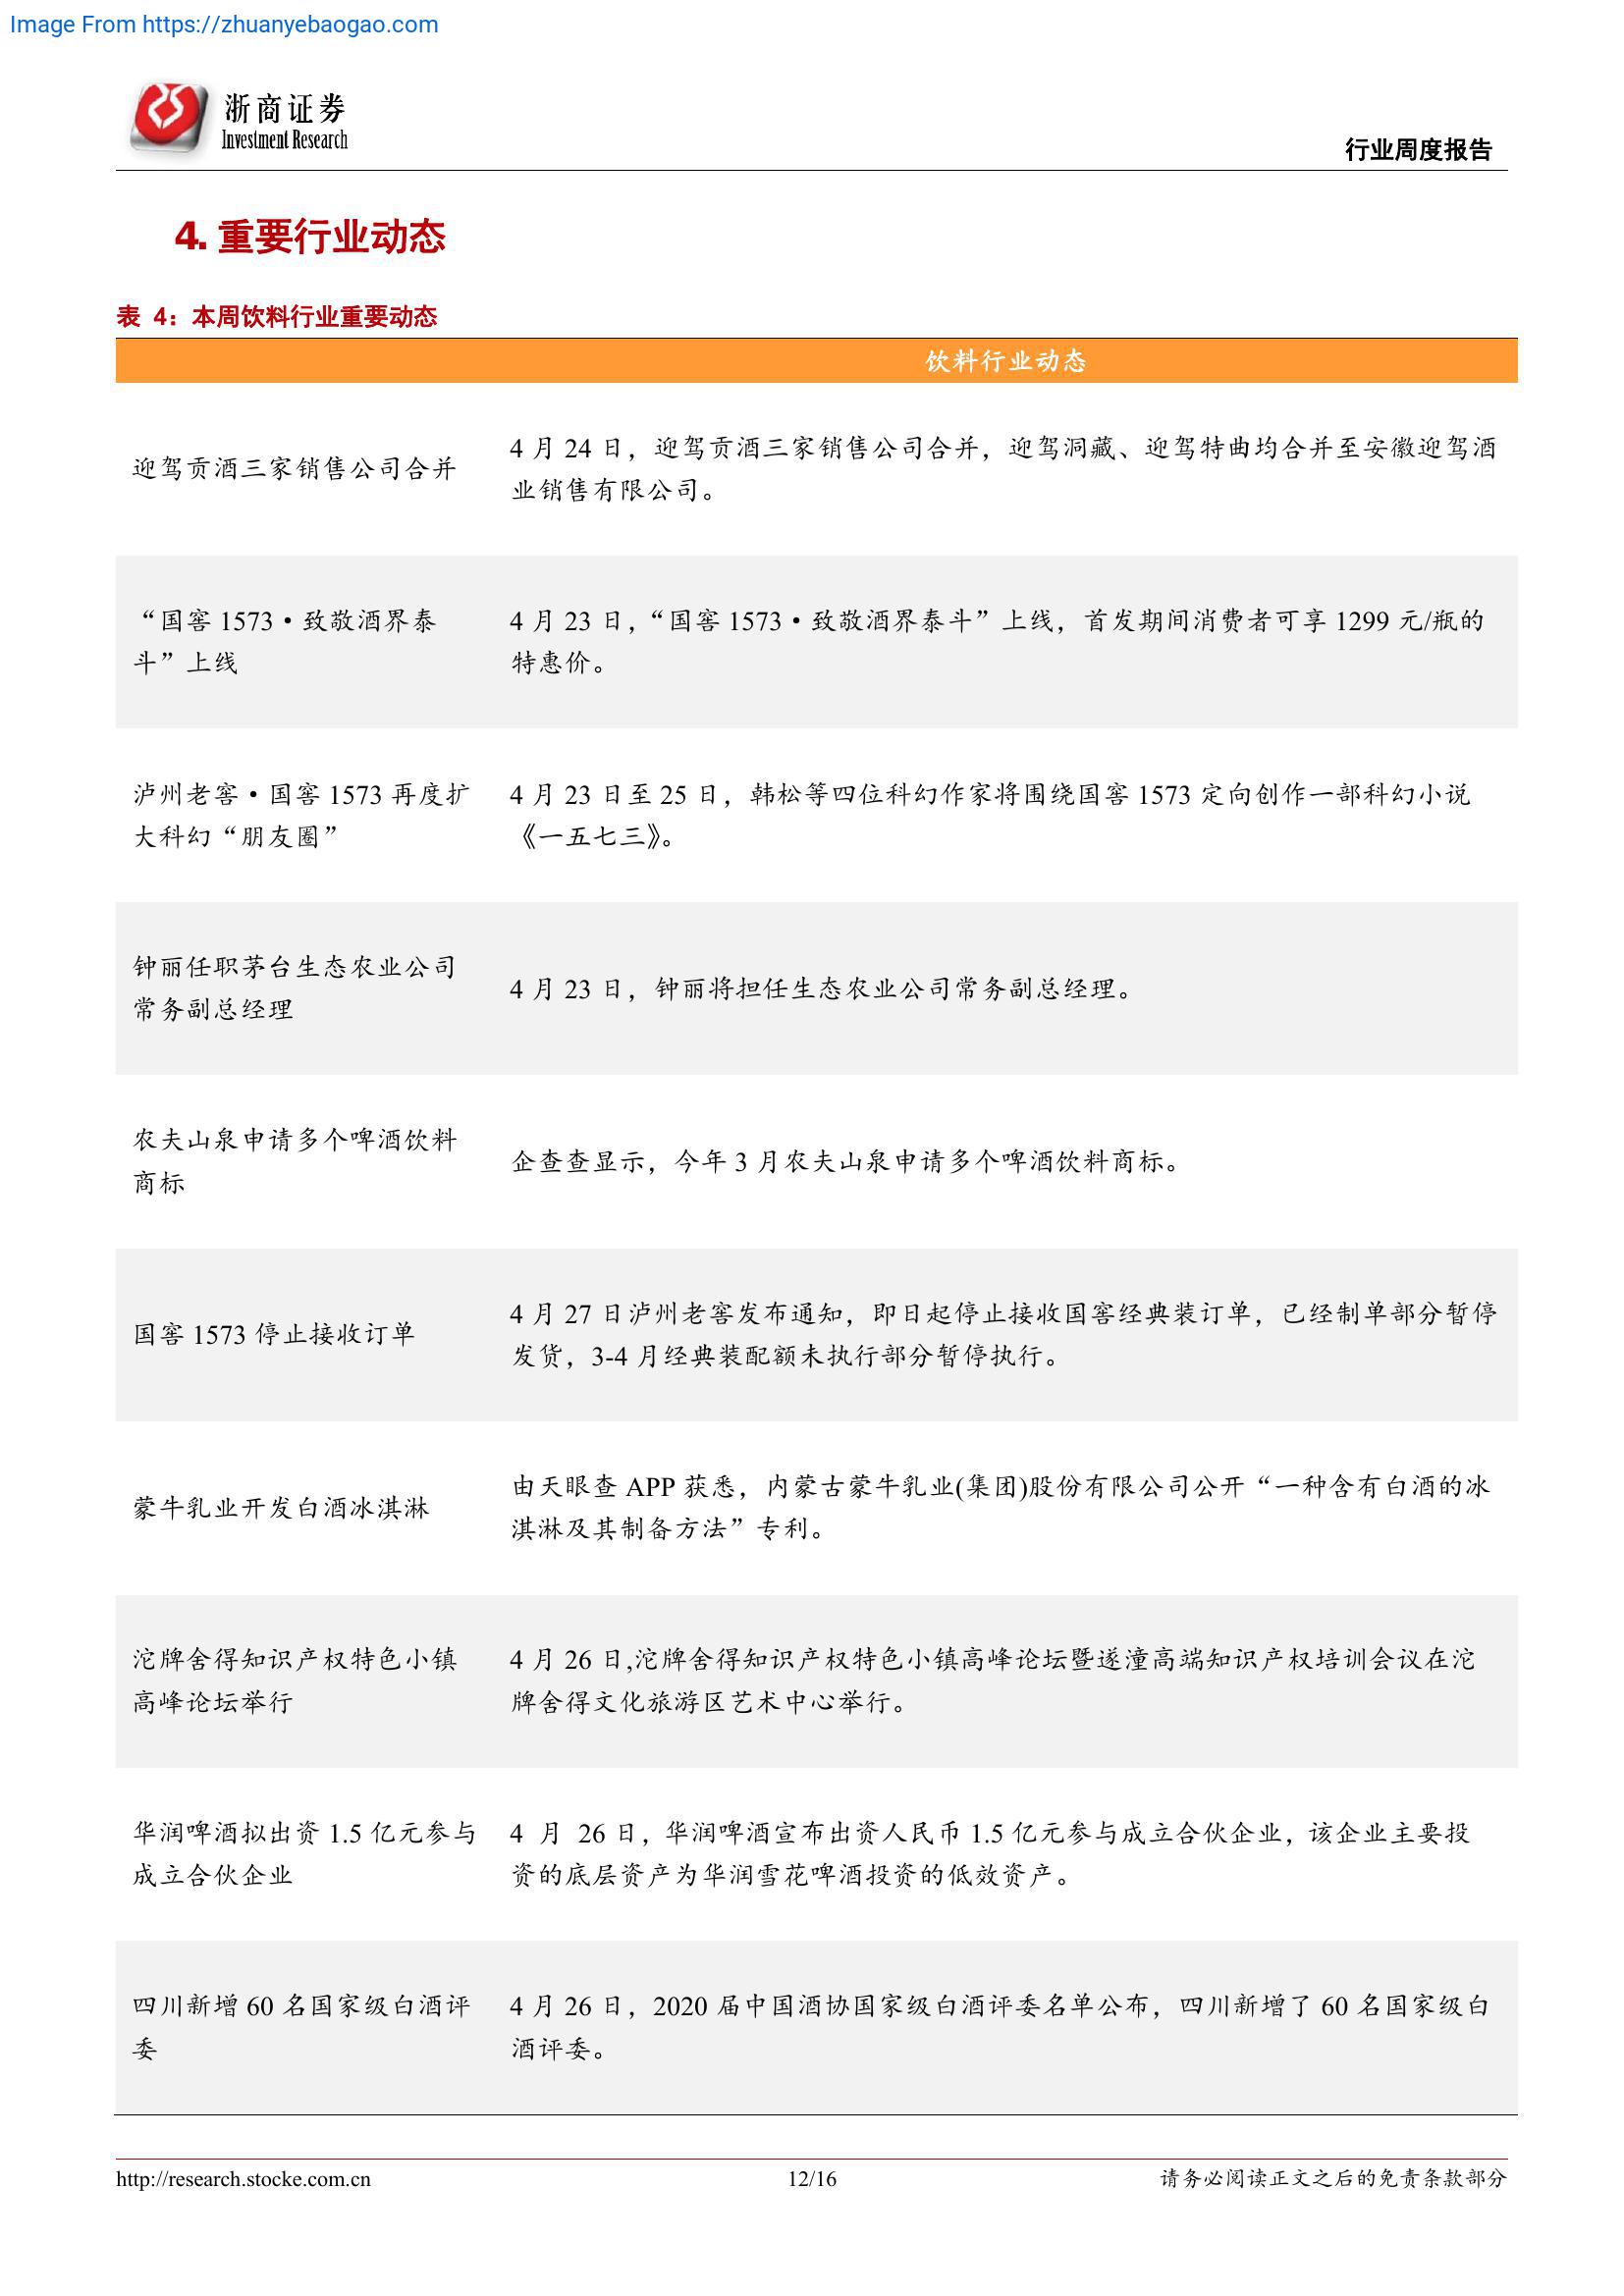 Image From https://zhuanyebaogao.com
浙商证券
Investment Research
行业周度报告
4. 重要行业动态
表 4：本周饮料行业重要动态
饮料行业动态
迎驾贡酒三家销售公司合并
4 月 24 日，迎驾贡酒三家销售公司合并，迎驾洞藏、迎驾特曲均合并至安徽迎驾酒
业销售有限公司。
“国窖 1573·致敬酒界泰
斗”上线
4 月 23 日，“国窖 1573·致敬酒界泰斗”上线，首发期间消费者可享 1299 元/瓶的
特惠价。
泸州老窖·国窖 1573 再度扩
大科幻“朋友圈”
4 月 23 日至 25 日，韩松等四位科幻作家将围绕国窖 1573 定向创作一部科幻小说
《一五七三》。
钟丽任职茅台生态农业公司
常务副总经理
4 月 23 日，钟丽将担任生态农业公司常务副总经理。
农夫山泉申请多个啤酒饮料
商标
企查查显示，今年 3 月农夫山泉申请多个啤酒饮料商标。
国窖 1573 停止接收订单
4 月 27 日泸州老窖发布通知，即日起停止接收国窖经典装订单，已经制单部分暂停
发货，3-4 月经典装配额未执行部分暂停执行。
蒙牛乳业开发白酒冰淇淋
由天眼查 APP 获悉，内蒙古蒙牛乳业(集团)股份有限公司公开“一种含有白酒的冰
淇淋及其制备方法”专利。
沱牌舍得知识产权特色小镇
高峰论坛举行
4 月 26 日,沱牌舍得知识产权特色小镇高峰论坛暨遂潼高端知识产权培训会议在沱
牌舍得文化旅游区艺术中心举行。
华润啤酒拟出资 1.5 亿元参与
成立合伙企业
4 月 26 日，华润啤酒宣布出资人民币 1.5 亿元参与成立合伙企业，该企业主要投
资的底层资产为华润雪花啤酒投资的低效资产。
四川新增 60 名国家级白酒评
委
4 月 26 日，2020 届中国酒协国家级白酒评委名单公布，四川新增了 60 名国家级白
酒评委。
http://research.stocke.com.cn
12/16
请务必阅读正文之后的免责条款部分